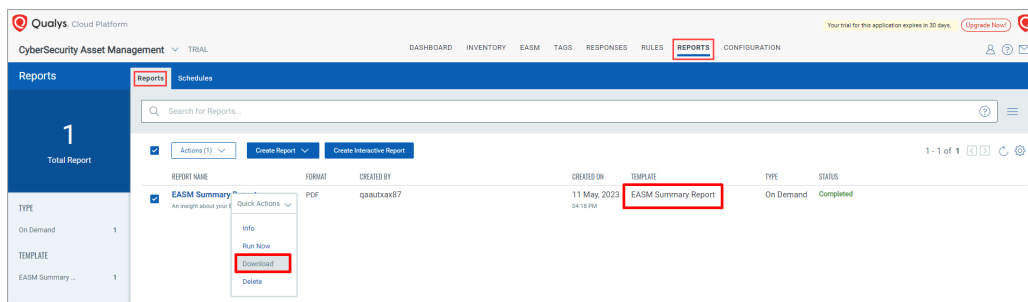 Qualys. Cloud Platform
Your trial for this application expires in 30 days. Upgrade Now!
CyberSecurity Asset Management TRIAL
DASHBOARD INVENTORY EASM TAGS RESPONSES RULES REPORTS CONFIGURATION
Reports
Reports Schedules
Search for Reports...
1
Total Report
Actions (1) Create Report Create Interactive Report
1 - 1 of 1
REPORT NAME FORMAT CREATED BY CREATED ON TEMPLATE TYPE STATUS
EASM Summary Report PDF qaautxax87 11 May, 2023 EASM Summary Report On Demand Completed
An insight about your E
04:18 PM
Quick Actions
Info
Run Now
Download
Delete
TYPE
On Demand 1
TEMPLATE
EASM Summary ... 1